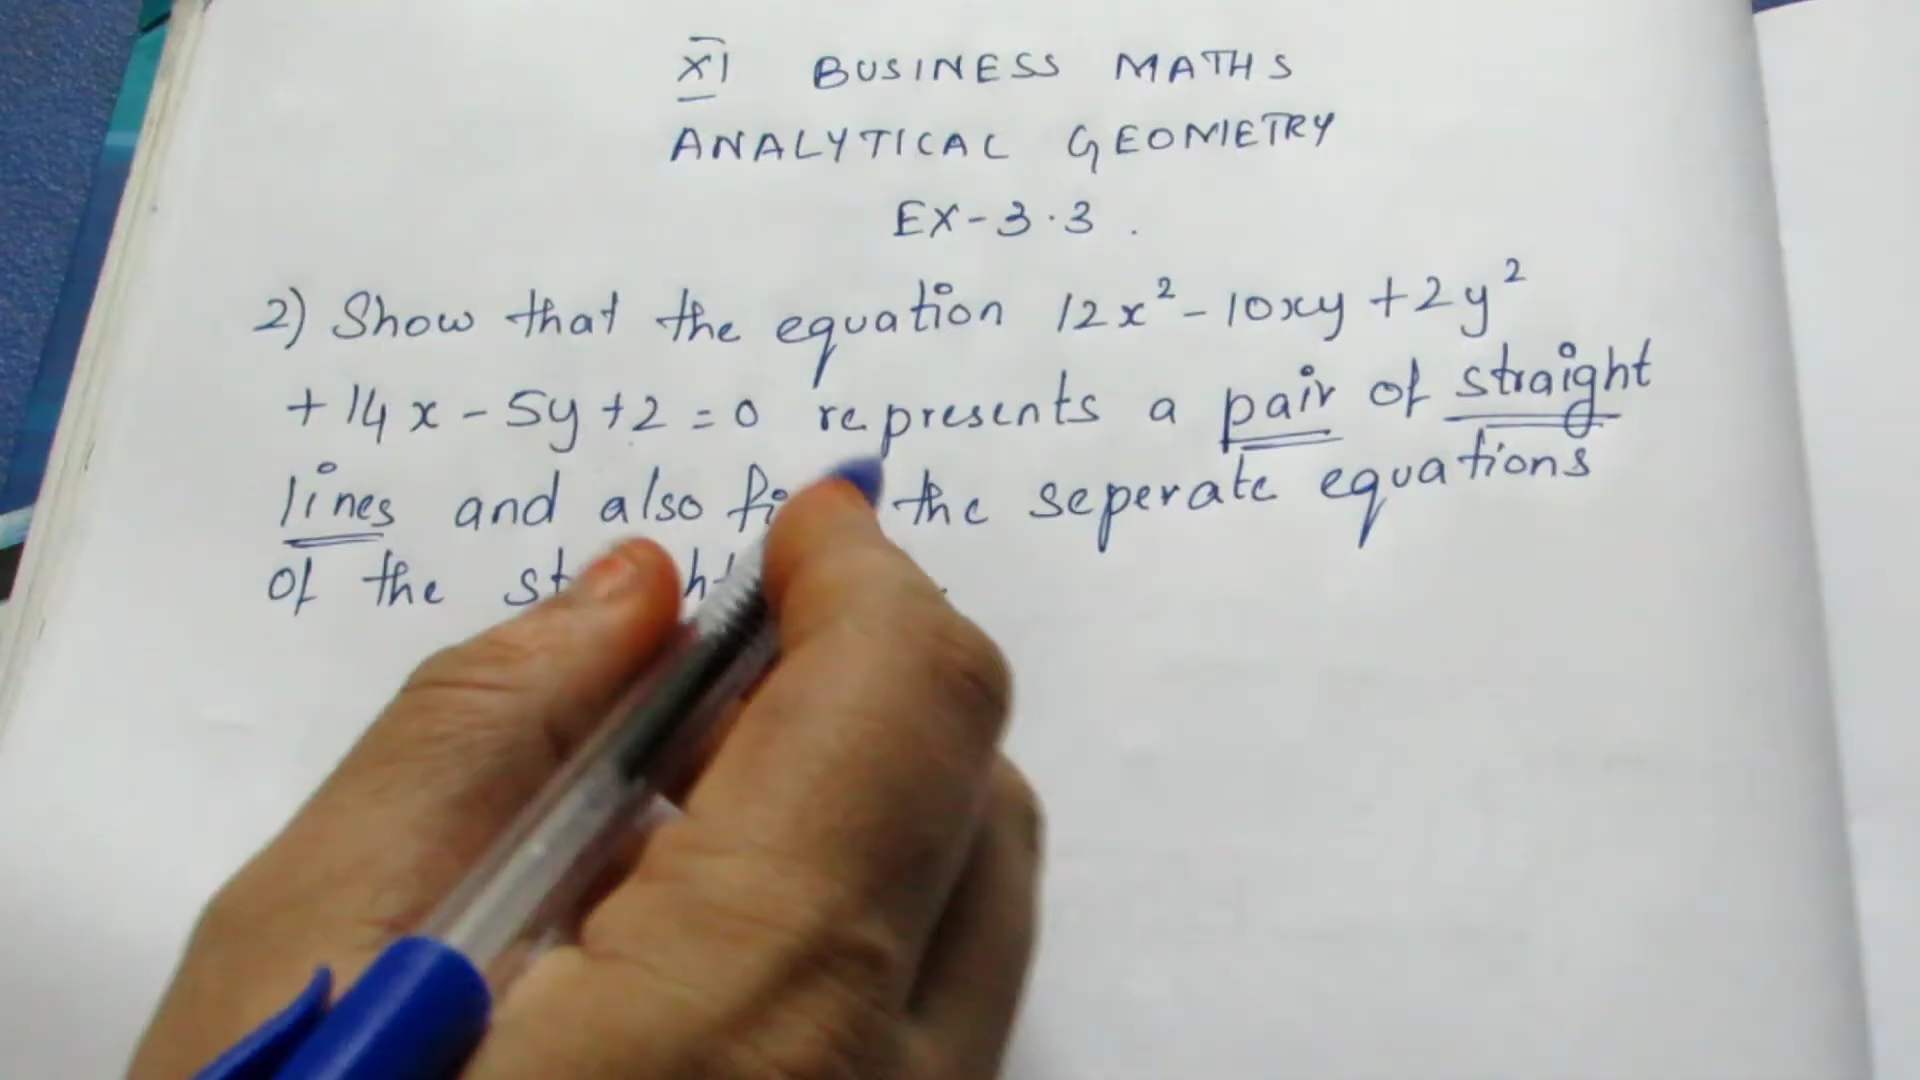 XI BUSINESS MATHS
ANALYTICAL GEOMETRY
EX-3.3.
2) Show that the equation 12x²-10xy+2y²
+14x-5y+2=0 represents a pair of straight
lines and also the seperate equations
of the